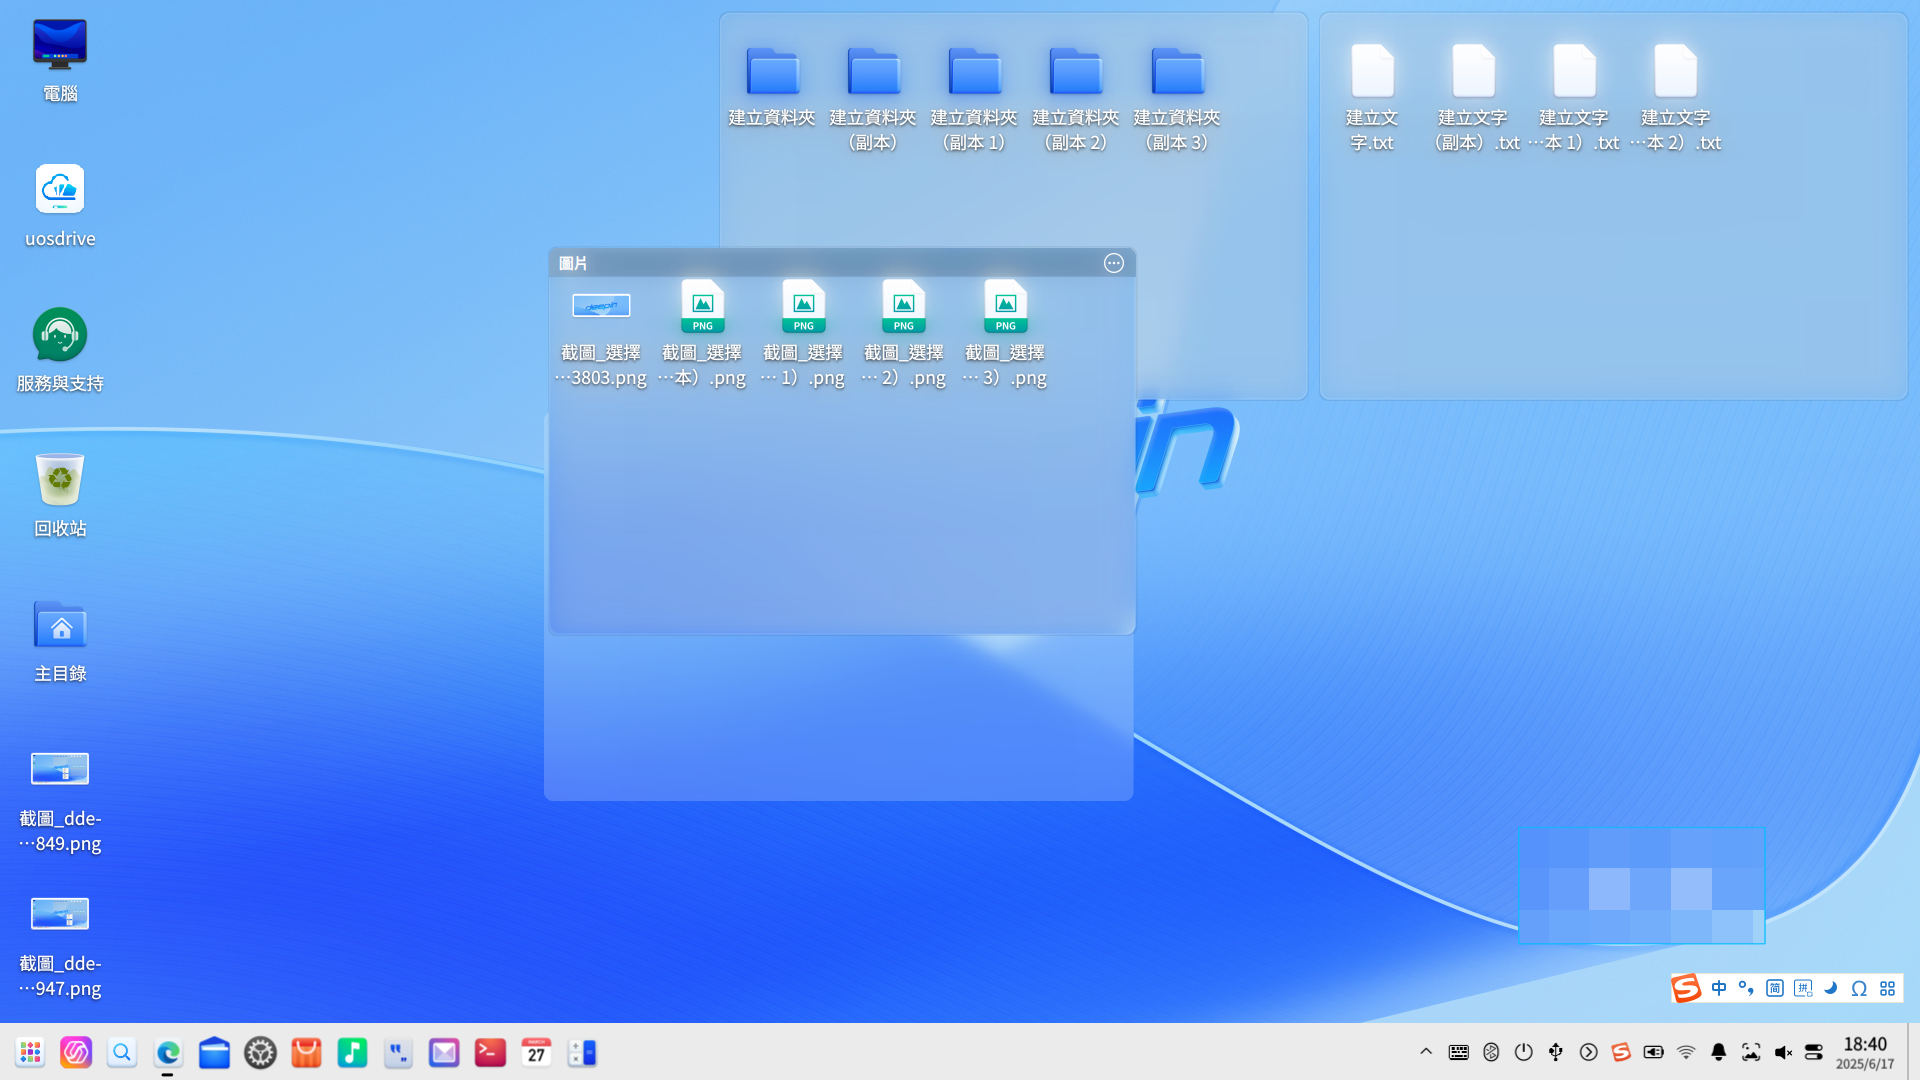 電腦
uosdrive
服務與支持
回收站
主目錄
截圖_dde-
…849.png
截圖_dde-
…947.png
建立資料夾
建立資料夾
（副本）
建立資料夾
（副本 1）
建立資料夾
（副本 2）
建立資料夾
（副本 3）
建立文
字.txt
建立文字
（副本）.txt
建立文字
…本 1）.txt
建立文字
…本 2）.txt
圖片
deepin
PNG
PNG
PNG
PNG
截圖_選擇
…3803.png
截圖_選擇
…本）.png
截圖_選擇
… 1）.png
截圖_選擇
… 2）.png
截圖_選擇
… 3）.png
in
S 中 °, 简 拼
MARCH
27
18:40
2025/6/17